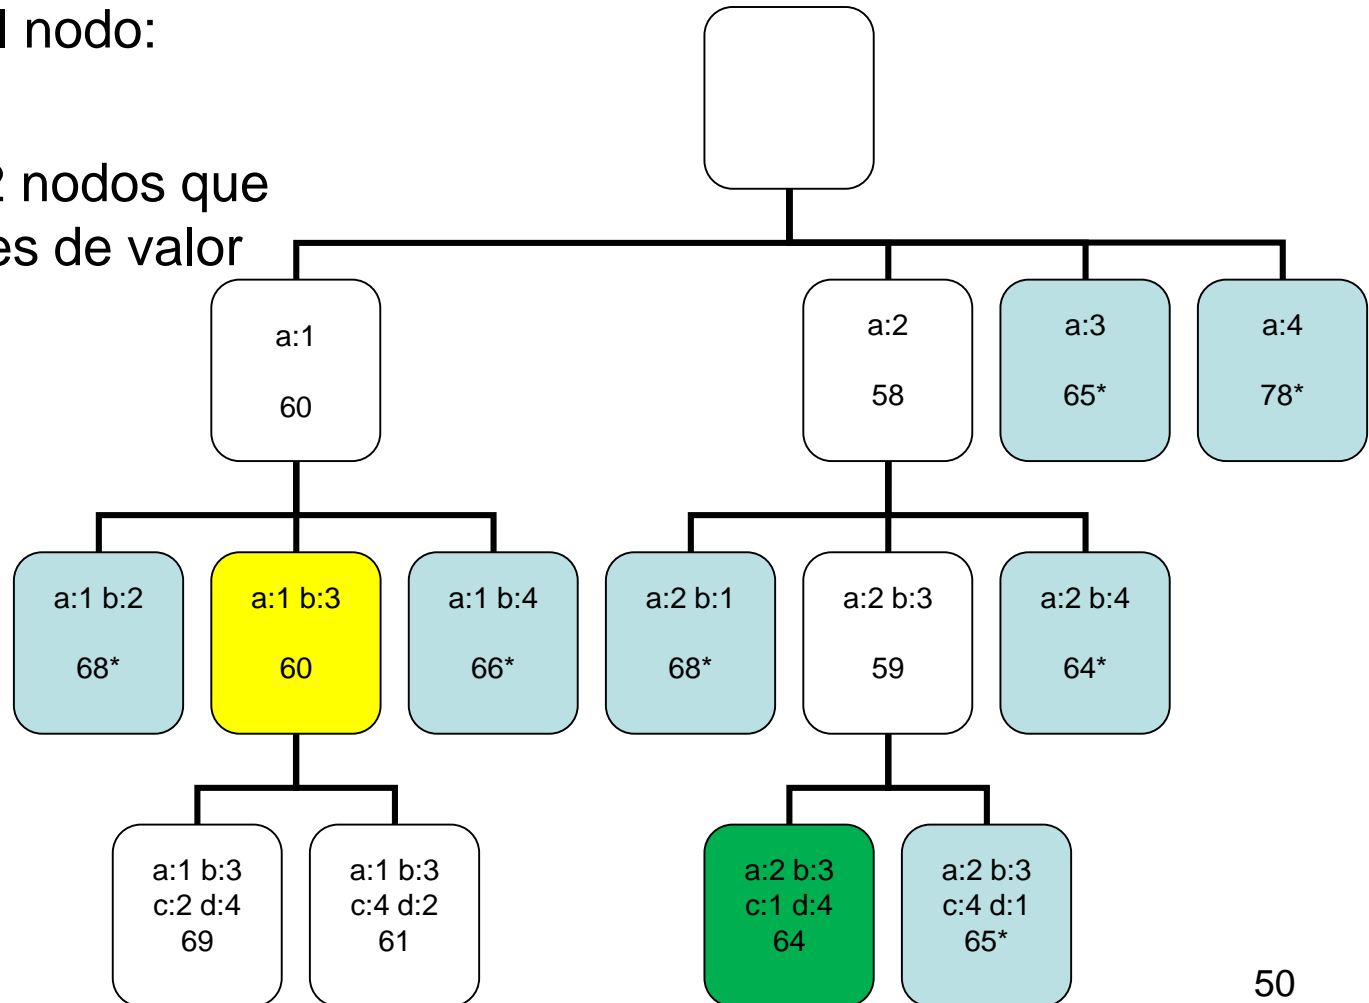 l nodo:
2 nodos que
es de valor
a:1
60
a:2
58
a:3
65*
a:4
78*
a:1 b:2
68*
a:1 b:3
60
a:1 b:4
66*
a:2 b:1
68*
a:2 b:3
59
a:2 b:4
64*
a:1 b:3
c:2 d:4
69
a:1 b:3
c:4 d:2
61
a:2 b:3
c:1 d:4
64
a:2 b:3
c:4 d:1
65*
50